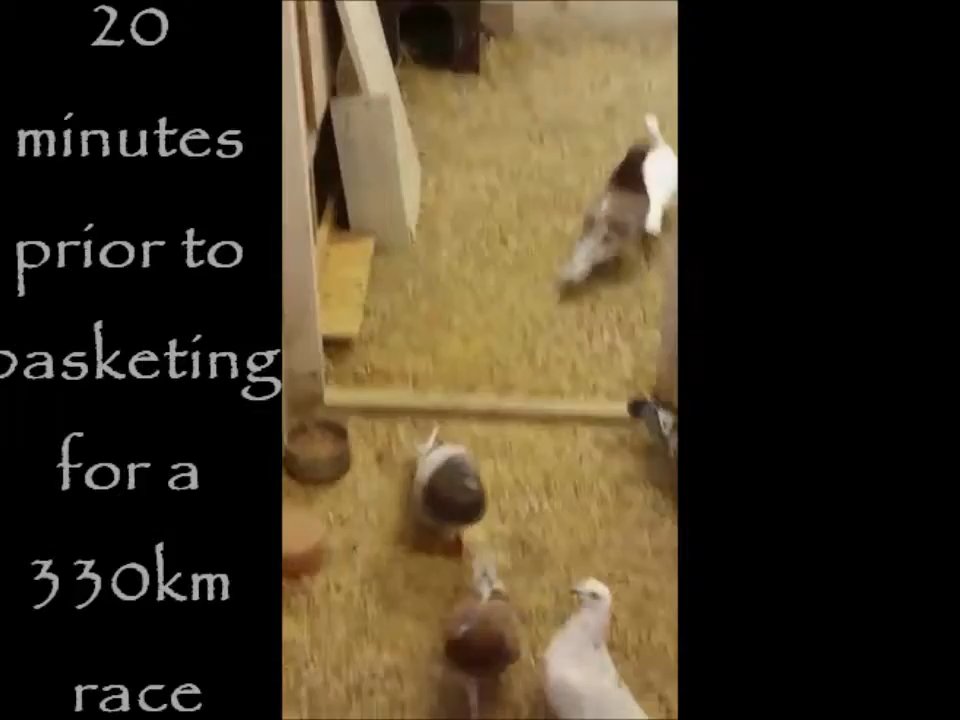 20
minutes
prior to
basketing
for a
330km
race